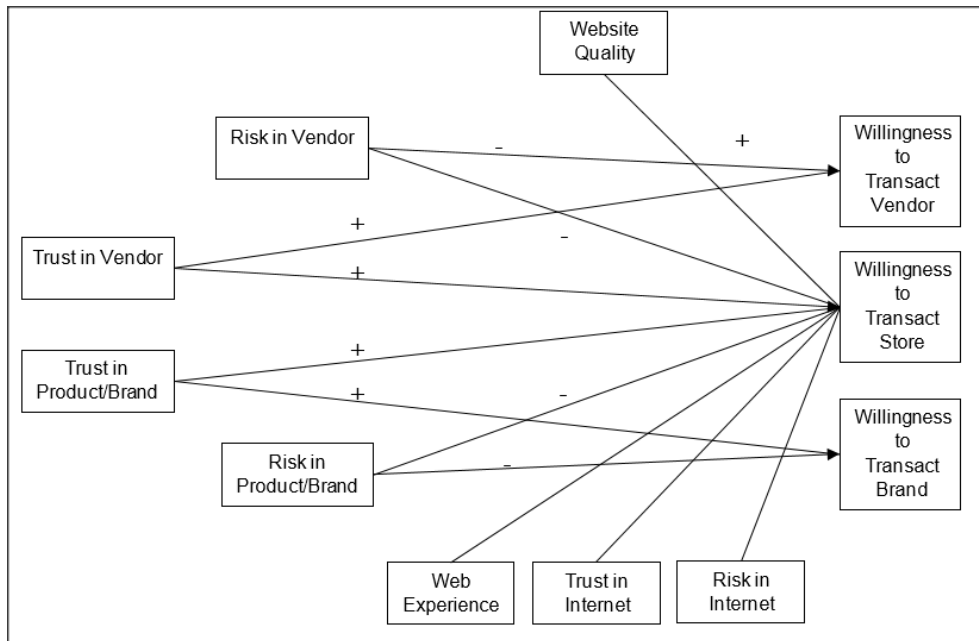 Website
Quality
Risk in Vendor
-
+
Willingness
to
Transact
Vendor
+
-
Trust in Vendor
+
Willingness
to
Transact
Store
+
Trust in
Product/Brand
+
-
Willingness
to
Transact
Brand
Risk in
Product/Brand
-
Web
Experience
Trust in
Internet
Risk in
Internet